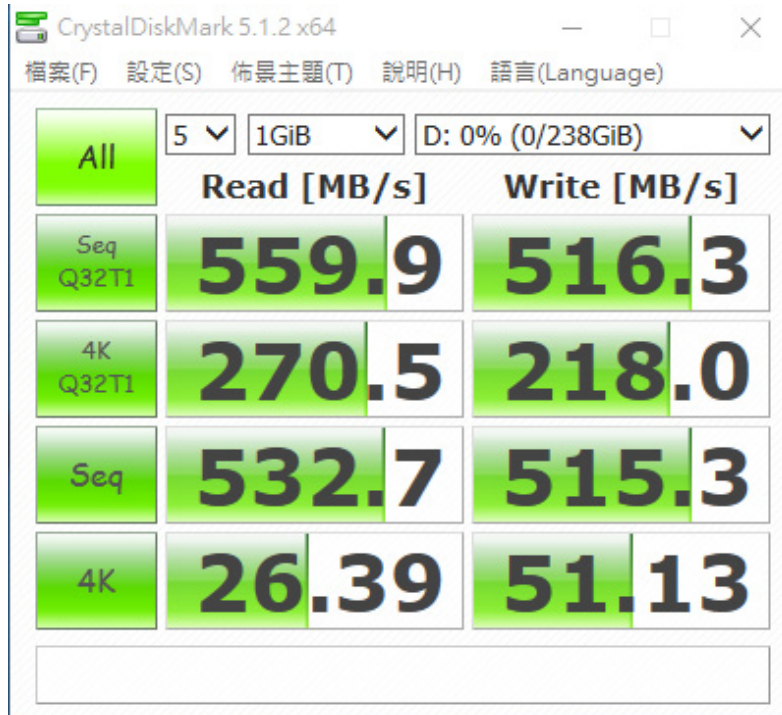 CrystalDiskMark 5.1.2 x64
檔案(F) 設定(S) 佈景主題(T) 說明(H) 語言(Language)
All 5 1GiB D: 0% (0/238GiB)
Read [MB/s] Write [MB/s]
Seq
Q32T1 559.9 516.3
4K
Q32T1 270.5 218.0
Seq 532.7 515.3
4K 26.39 51.13